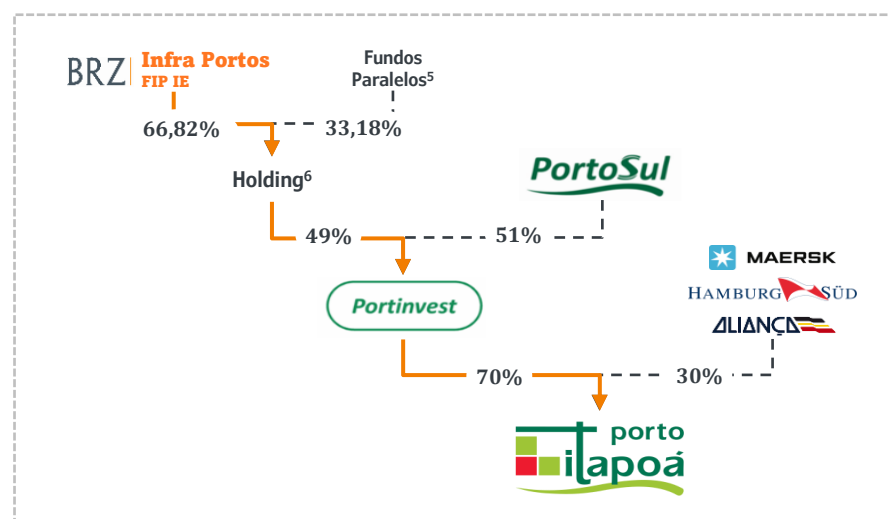 BRZ
Infra Portos
FIP IE
Fundos
Paralelos⁵
66,82%
33,18%
Holding⁶
PortoSul
49%
51%
MAERSK
HAMBURG SÜD
ALIANÇA
Portinvest
70%
30%
porto
itapoá